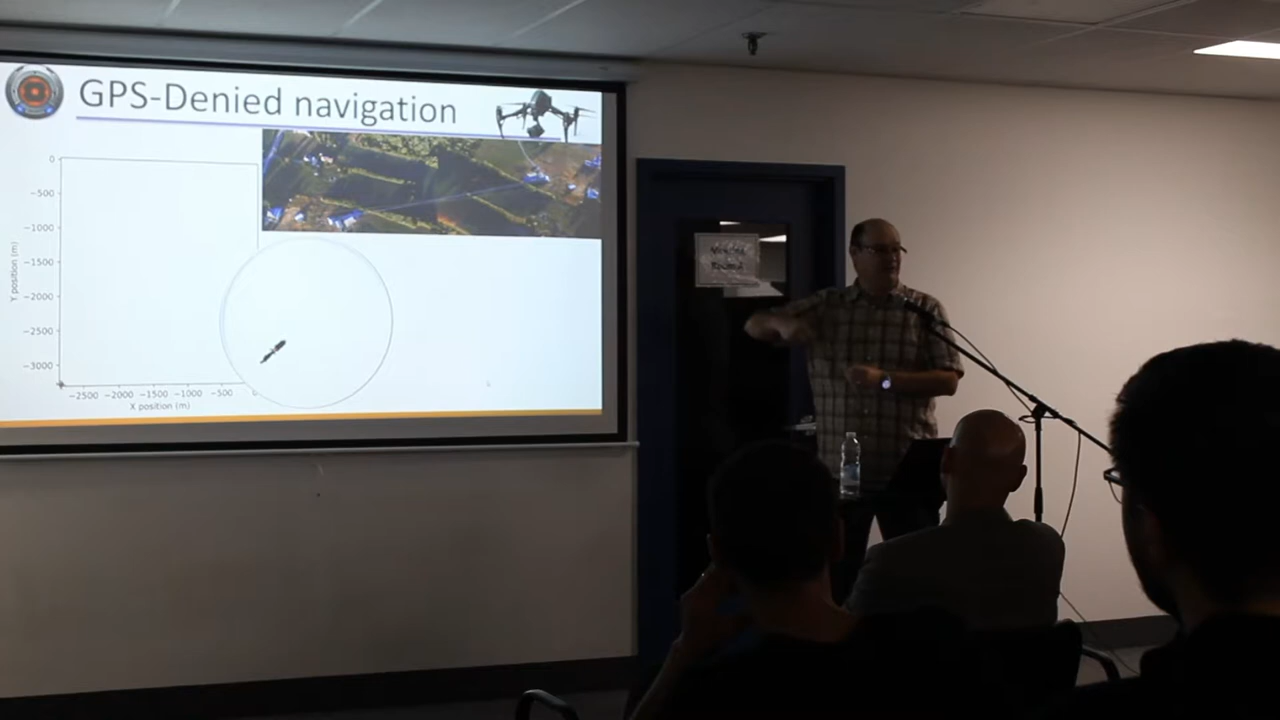 GPS-Denied navigation
0
−500
−1000
−1500
−2000
−2500
−3000
Y position (m)
−2500 −2000 −1500 −1000 −500
X position (m)